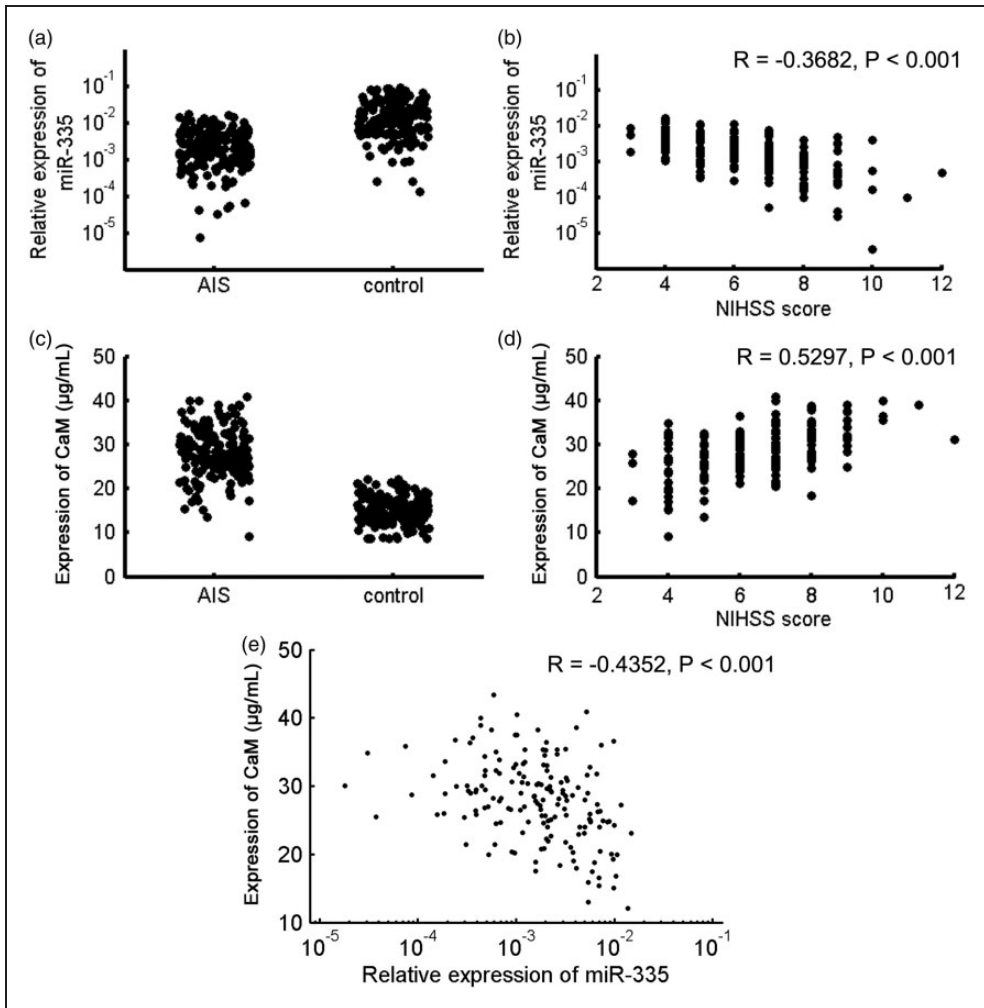 (a)
Relative expression of
miR-335
10⁻¹
10⁻²
10⁻³
10⁻⁴
10⁻⁵
AIS
control
(b)
R = -0.3682, P < 0.001
Relative expression of
miR-335
10⁻¹
10⁻²
10⁻³
10⁻⁴
10⁻⁵
2
4
6
8
10
12
NIHSS score
(c)
Expression of CaM (µg/mL)
50
40
30
20
10
0
AIS
control
(d)
R = 0.5297, P < 0.001
Expression of CaM (µg/mL)
50
40
30
20
10
0
2
4
6
8
10
12
NIHSS score
(e)
R = -0.4352, P < 0.001
Expression of CaM (µg/mL)
50
40
30
20
10
10⁻⁵
10⁻⁴
10⁻³
10⁻²
10⁻¹
Relative expression of miR-335